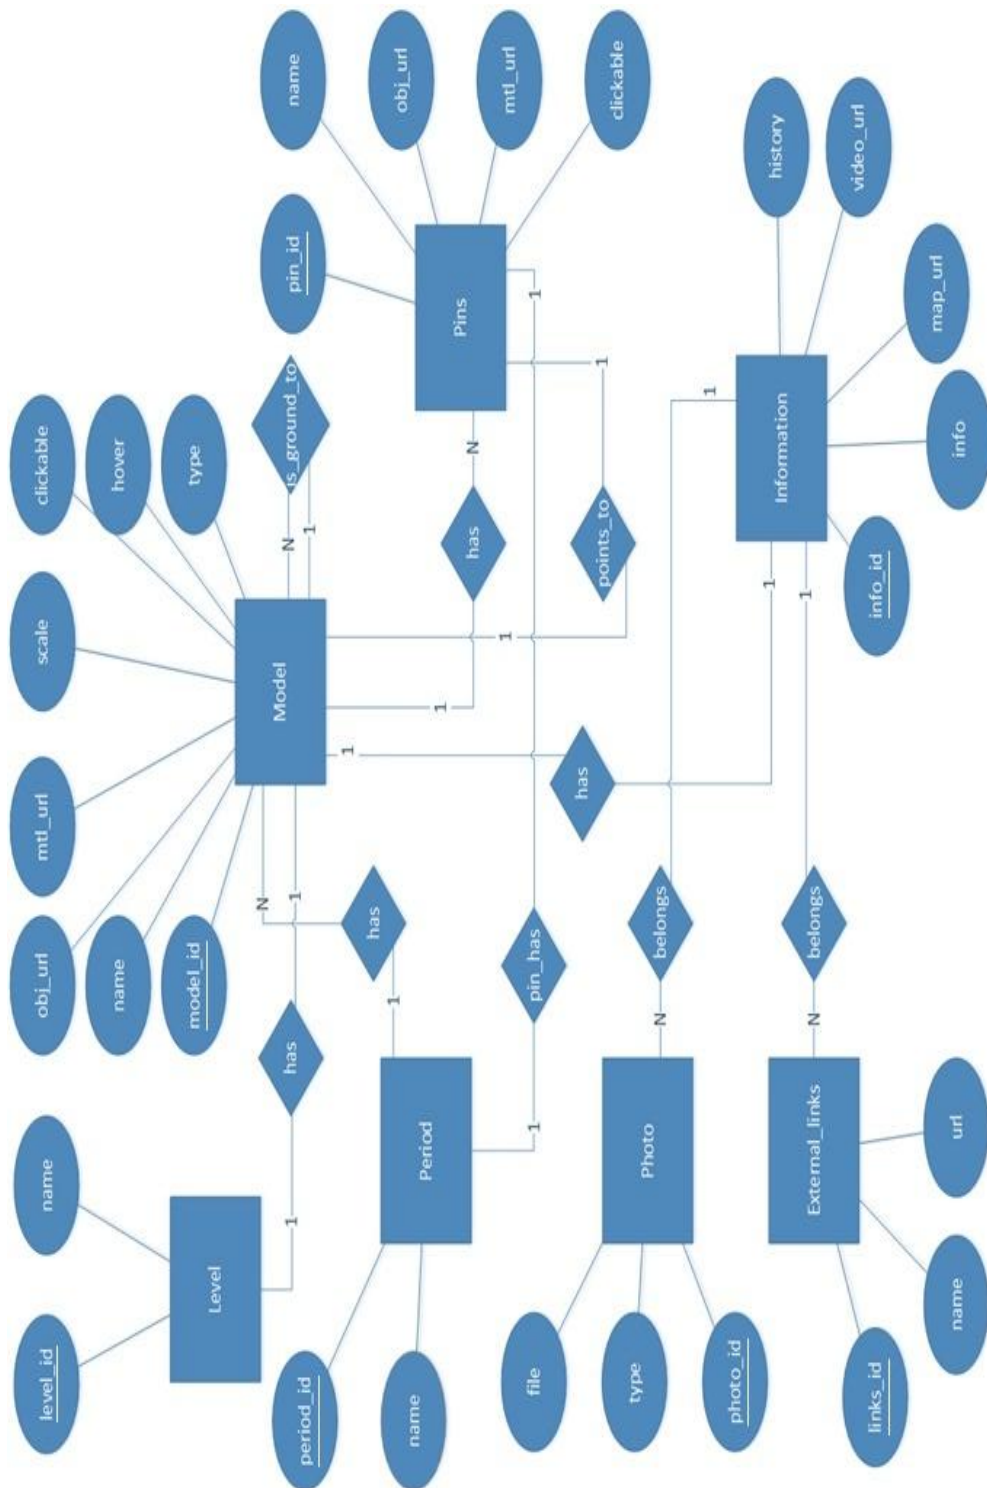 level_id
name
Level
1
has
1
obj_url
name
model_id
mtl_url
scale
clickable
hover
type
Model
N
is_ground_to
1
period_id
name
Period
1
has
N
1
pin_has
1
pin_id
name
obj_url
mtl_url
clickable
Pins
N
has
1
1
points_to
1
1
has
1
file
type
photo_id
Photo
N
belongs
1
links_id
name
url
External_links
N
belongs
1
Information
info_id
info
map_url
video_url
history